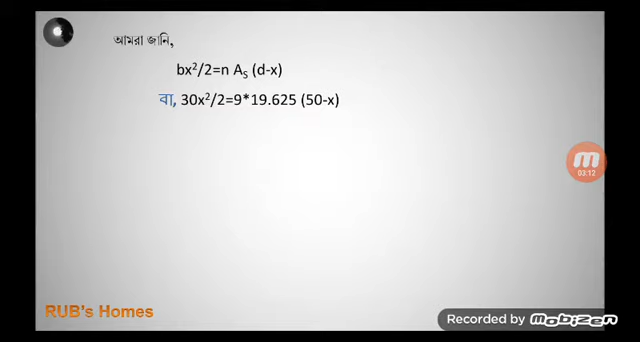 আমরা জানি,
bx²/2=n Aₛ (d-x)
বা, 30x²/2=9*19.625 (50-x)
03:12
RUB's Homes
Recorded by mobizen